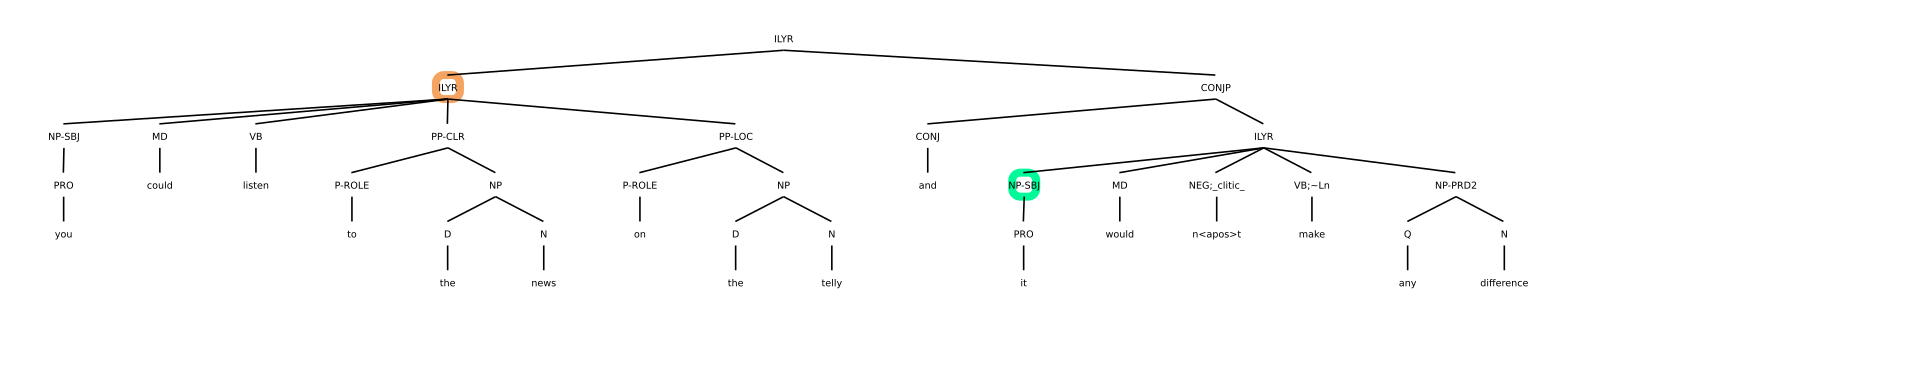 ILYR
ILYR CONJP
NP-SBJ MD VB PP-CLR PP-LOC CONJ ILYR
PRO could listen P-ROLE NP P-ROLE NP and NP-SBJ MD NEG;_clitic_ VB;~Ln NP-PRD2
you to D N on D N PRO would n<apos>t make Q N
the news the telly it any difference